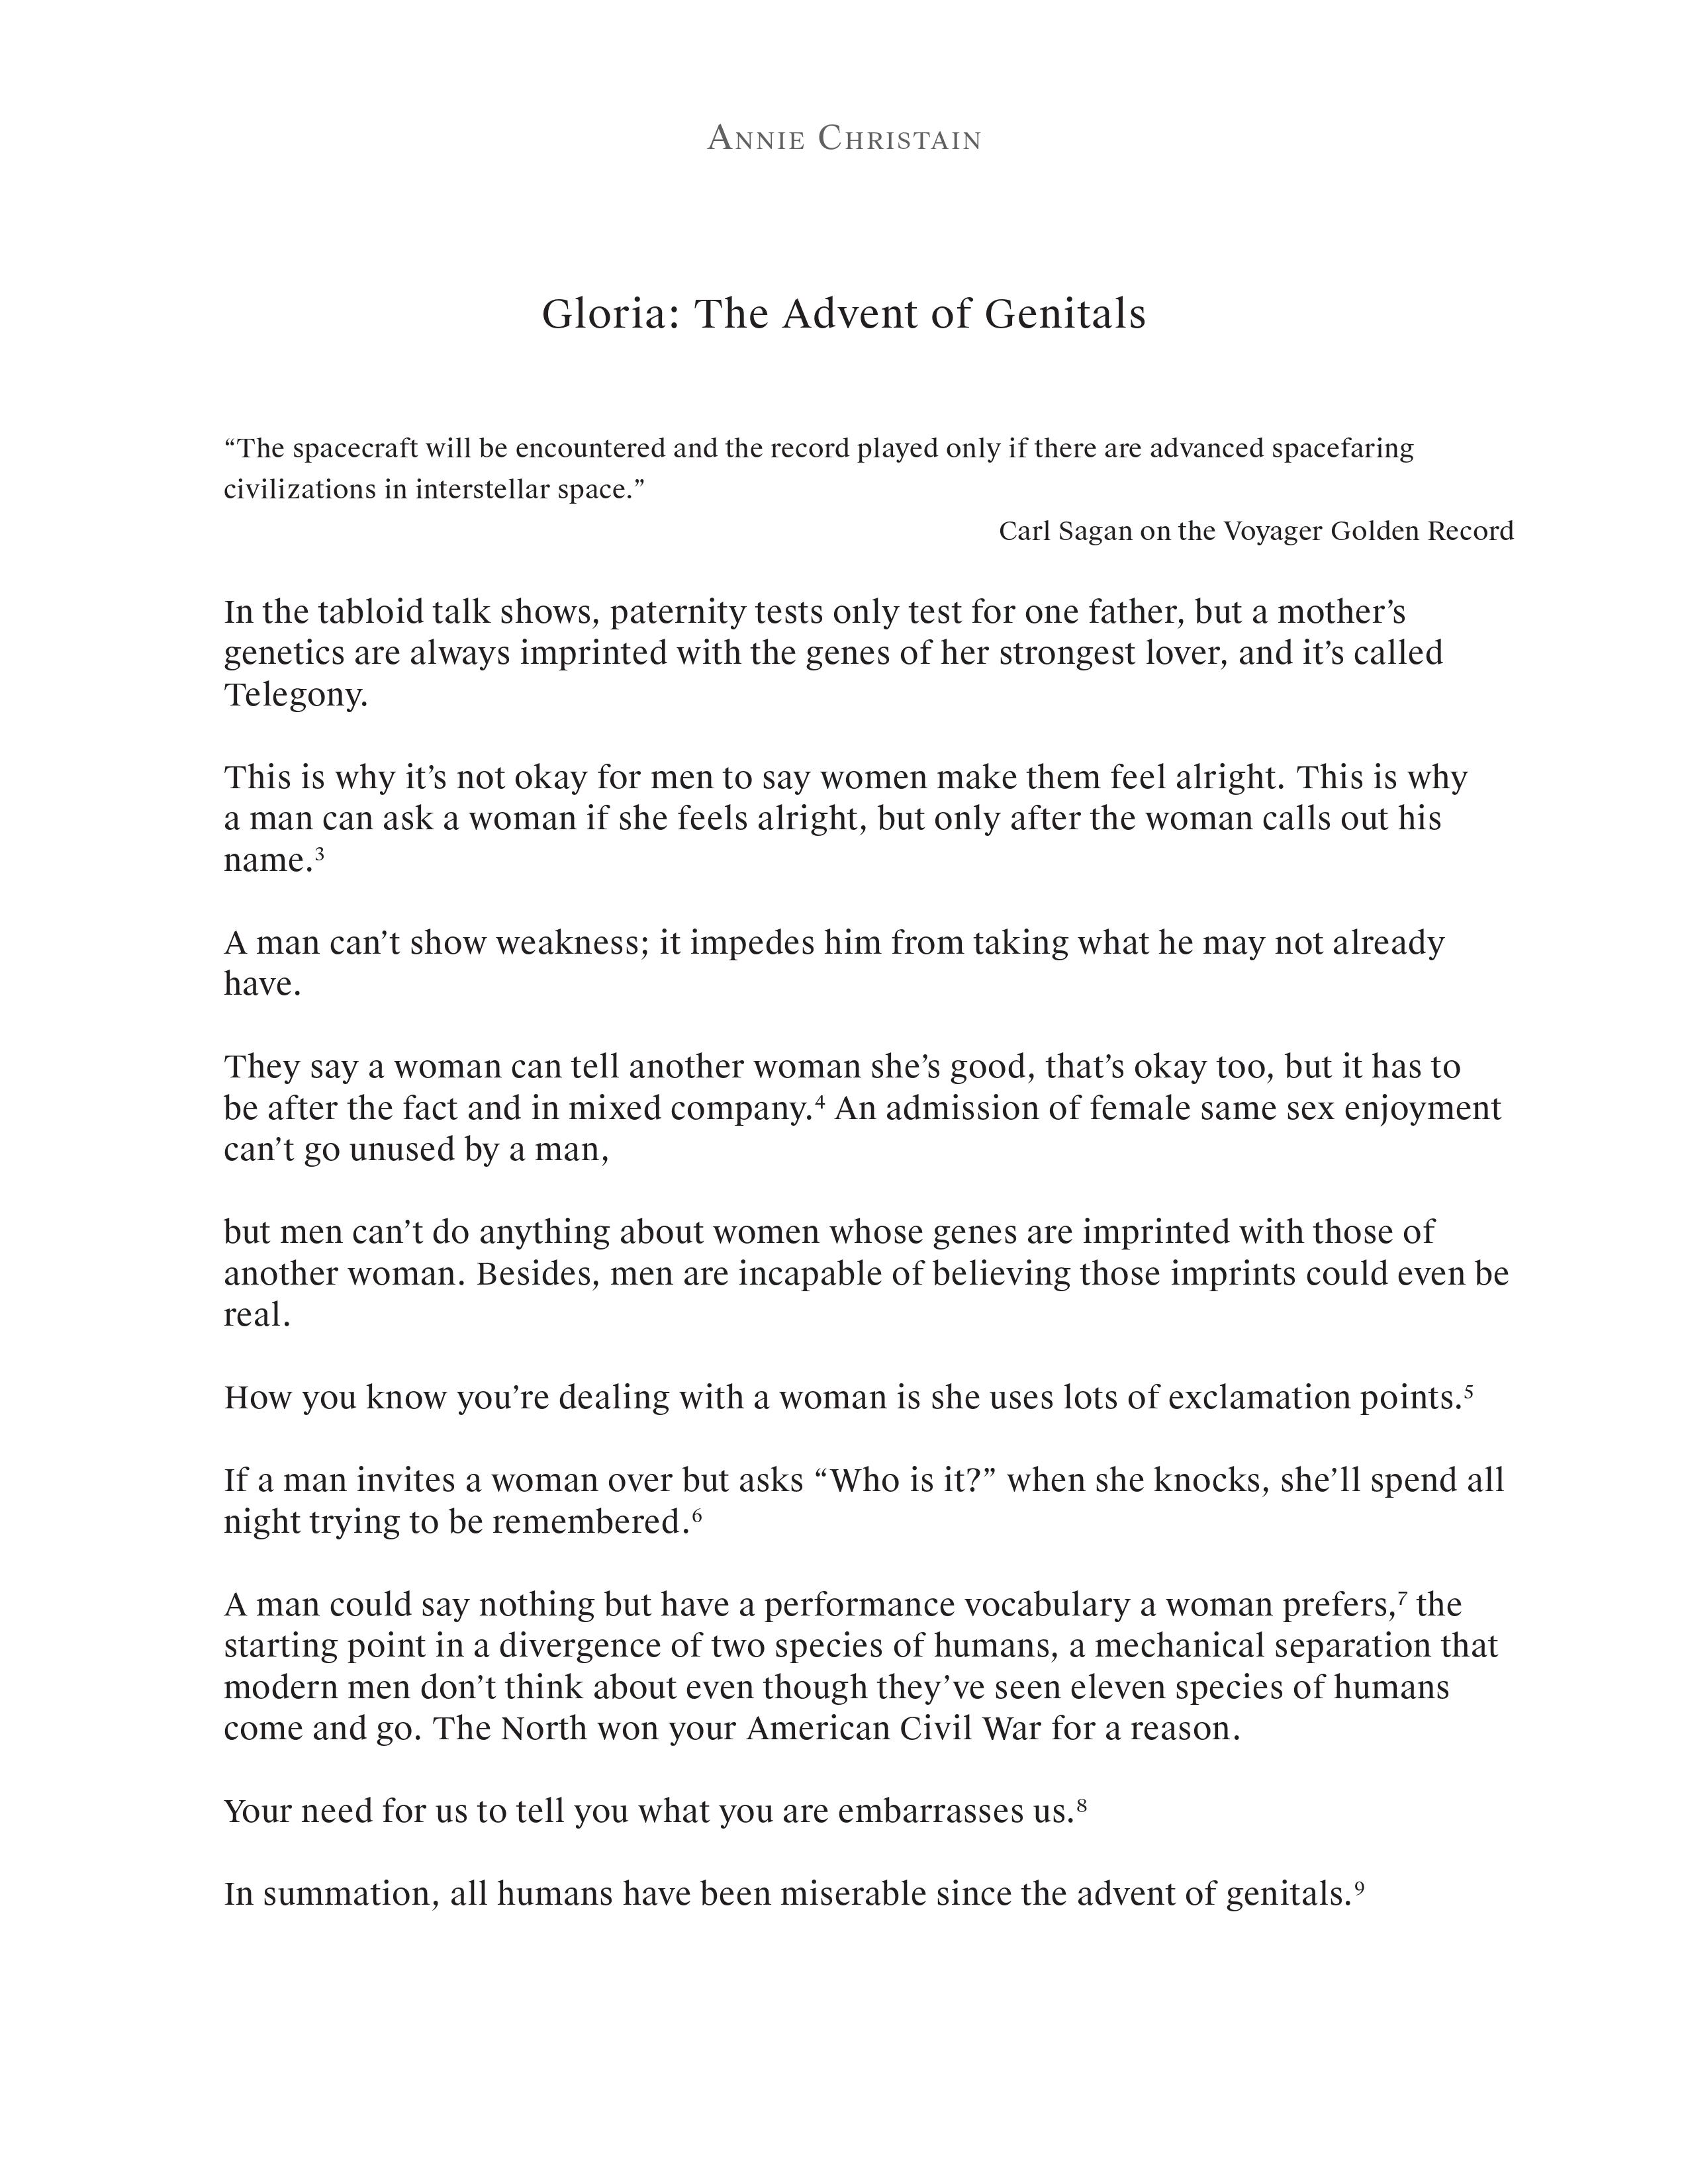 Annie Christain
Gloria: The Advent of Genitals
“The spacecraft will be encountered and the record played only if there are advanced spacefaring
civilizations in interstellar space.”
Carl Sagan on the Voyager Golden Record
In the tabloid talk shows, paternity tests only test for one father, but a mother’s
genetics are always imprinted with the genes of her strongest lover, and it’s called
Telegony.
This is why it’s not okay for men to say women make them feel alright. This is why
a man can ask a woman if she feels alright, but only after the woman calls out his
name.³
A man can’t show weakness; it impedes him from taking what he may not already
have.
They say a woman can tell another woman she’s good, that’s okay too, but it has to
be after the fact and in mixed company.⁴ An admission of female same sex enjoyment
can’t go unused by a man,
but men can’t do anything about women whose genes are imprinted with those of
another woman. Besides, men are incapable of believing those imprints could even be
real.
How you know you’re dealing with a woman is she uses lots of exclamation points.⁵
If a man invites a woman over but asks “Who is it?” when she knocks, she’ll spend all
night trying to be remembered.⁶
A man could say nothing but have a performance vocabulary a woman prefers,⁷ the
starting point in a divergence of two species of humans, a mechanical separation that
modern men don’t think about even though they’ve seen eleven species of humans
come and go. The North won your American Civil War for a reason.
Your need for us to tell you what you are embarrasses us.⁸
In summation, all humans have been miserable since the advent of genitals.⁹